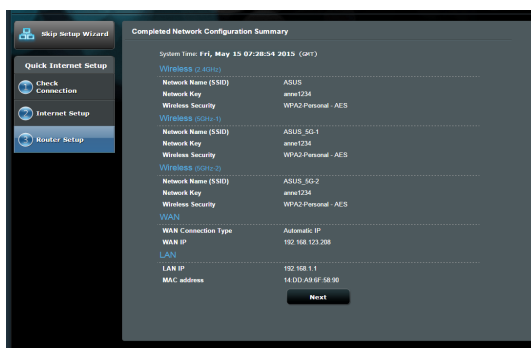 Skip Setup Wizard
Quick Internet Setup
1 Check
Connection
2 Internet Setup
3 Router Setup
Completed Network Configuration Summary
System Time: Fri, May 15 07:28:54 2015 (GMT)
Wireless (2.4GHz)
Network Name (SSID) ASUS
Network Key anne1234
Wireless Security WPA2-Personal - AES
Wireless (5GHz-1)
Network Name (SSID) ASUS_5G-1
Network Key anne1234
Wireless Security WPA2-Personal - AES
Wireless (5GHz-2)
Network Name (SSID) ASUS_5G-2
Network Key anne1234
Wireless Security WPA2-Personal - AES
WAN
WAN Connection Type Automatic IP
WAN IP 192.168.123.208
LAN
LAN IP 192.168.1.1
MAC address 14:DD:A9:6F:58:90
Next